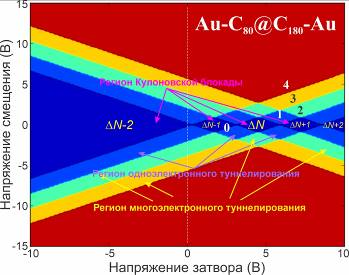 15
Au-C80@C180-Au
10
Регион Кулоновской блокады
4
3
5
2
1
0
ΔN-2 ΔN-1 0 ΔN ΔN+1 ΔN+2
-5
Регион одноэлектронного туннелирования
Регион многоэлектронного туннелирования
-10
-15
-10 -5 0 5 10
Напряжение затвора (В)
Напряжение смещения (В)